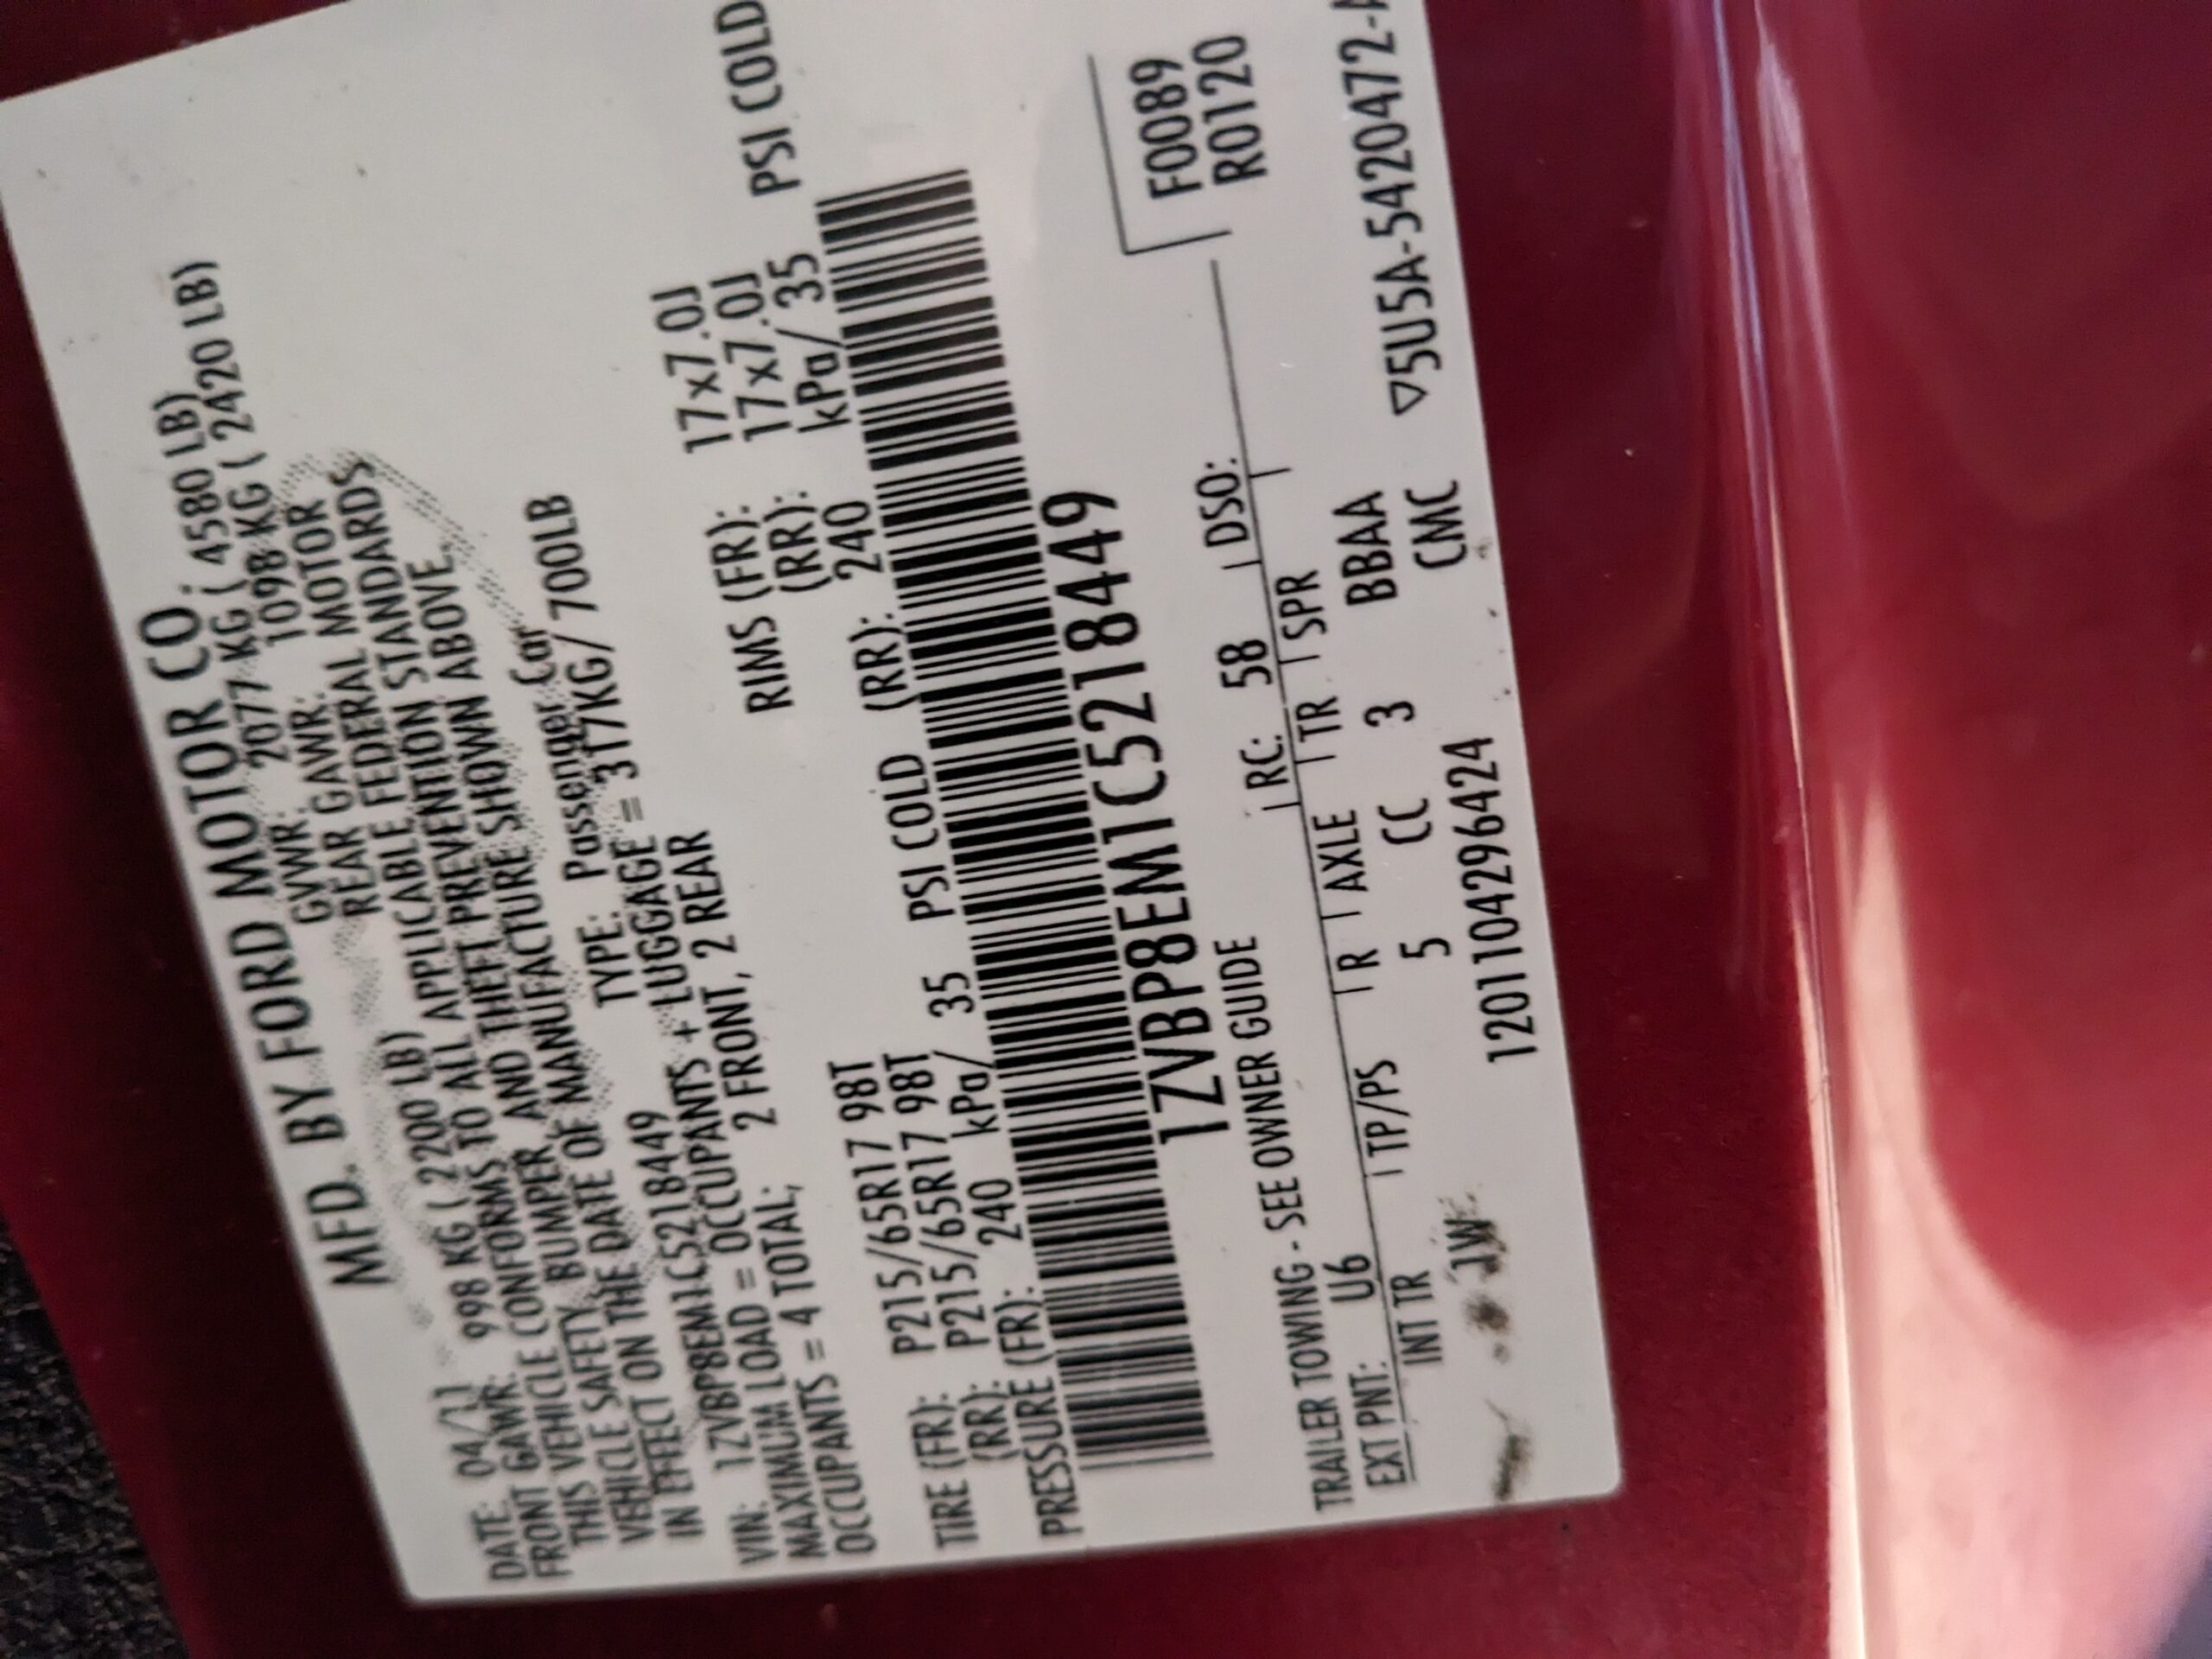 MFD. BY FORD MOTOR CO.
DATE: 04/11 GVWR: 2077 KG ( 4580 LB)
FRONT GAWR: 998 KG ( 2200 LB) REAR GAWR: 1098 KG ( 2420 LB)
THIS VEHICLE CONFORMS TO ALL APPLICABLE FEDERAL MOTOR
VEHICLE SAFETY, BUMPER, AND THEFT PREVENTION STANDARDS
IN EFFECT ON THE DATE OF MANUFACTURE SHOWN ABOVE.
VIN: 1ZVBP8EM1C5218449 TYPE: Passenger Car
MAXIMUM LOAD = OCCUPANTS + LUGGAGE = 317KG/ 700LB
OCCUPANTS = 4 TOTAL; 2 FRONT, 2 REAR
TIRE (FR): P215/65R17 98T RIMS (FR): 17x7.0J
(RR): P215/65R17 98T (RR): 17x7.0J
PRESSURE (FR): 240 kPa/ 35 PSI COLD (RR): 240 kPa/ 35 PSI COLD
1ZVBP8EM1C5218449
TRAILER TOWING - SEE OWNER GUIDE
F0089
R0120
EXT PNT: U6 RC: 58 DSO:
INT TR TP/PS R AXLE TR SPR
JW 5 CC 3 BBAA
1201104296424 CMC ▽5U5A-5420472-